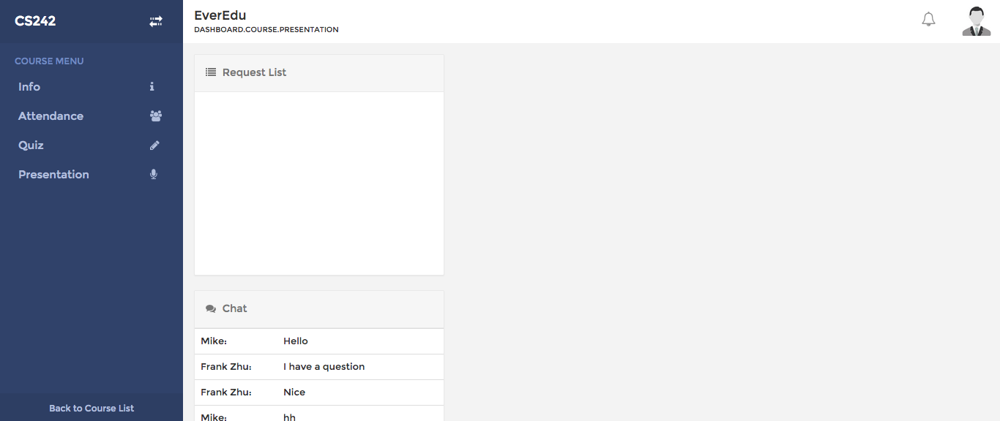 CS242
COURSE MENU
Info
Attendance
Quiz
Presentation
Back to Course List
EverEdu
DASHBOARD.COURSE.PRESENTATION
Request List
Chat
Mike: Hello
Frank Zhu: I have a question
Frank Zhu: Nice
Mike: hh